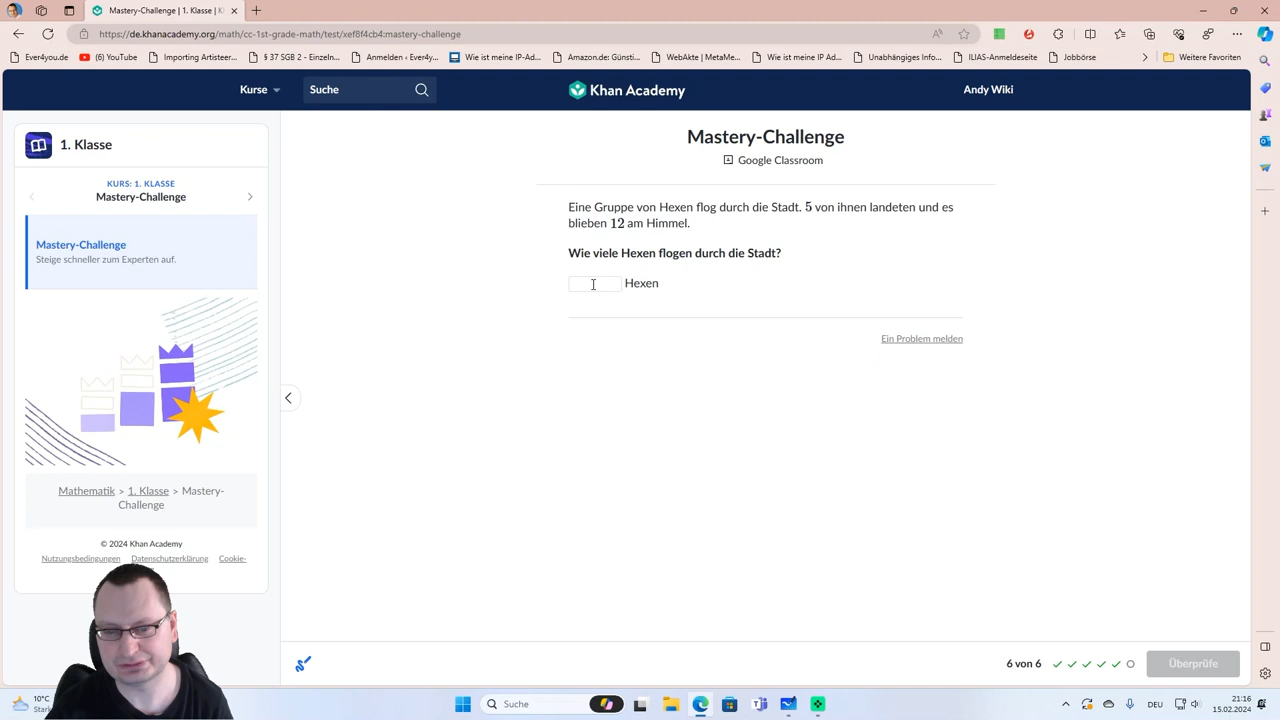 Mastery-Challenge | 1. Klasse | K
https://de.khanacademy.org/math/cc-1st-grade-math/test/xef8f4cb4:mastery-challenge
Ever4you.de
(6) YouTube
Importing Artisteer...
§ 37 SGB 2 - Einzeln...
Anmelden ‹ Ever4y...
Wie ist meine IP-Ad...
Amazon.de: Günsti...
Webbkoll - MetaMe...
Wie ist meine IP-Ad...
Unabhängiges Info...
ILIAS-Seminarseite
Jobbörse
Weitere Favoriten
Kurse
Suche
Khan Academy
Andy Wiki
1. Klasse
KURS: 1. KLASSE
Mastery-Challenge
Mastery-Challenge
Steige schneller zum Experten auf.
Mathematik > 1. Klasse > Mastery-
Challenge
© 2024 Khan Academy
Nutzungsbedingungen Datenschutzerklärung Cookie-
Mastery-Challenge
Google Classroom
Eine Gruppe von Hexen flog durch die Stadt. 5 von ihnen landeten und es
blieben 12 am Himmel.
Wie viele Hexen flogen durch die Stadt?
Hexen
Ein Problem melden
6 von 6
Überprüfe
10°C
Stark
Suche
DEU
21:16
15.02.2024